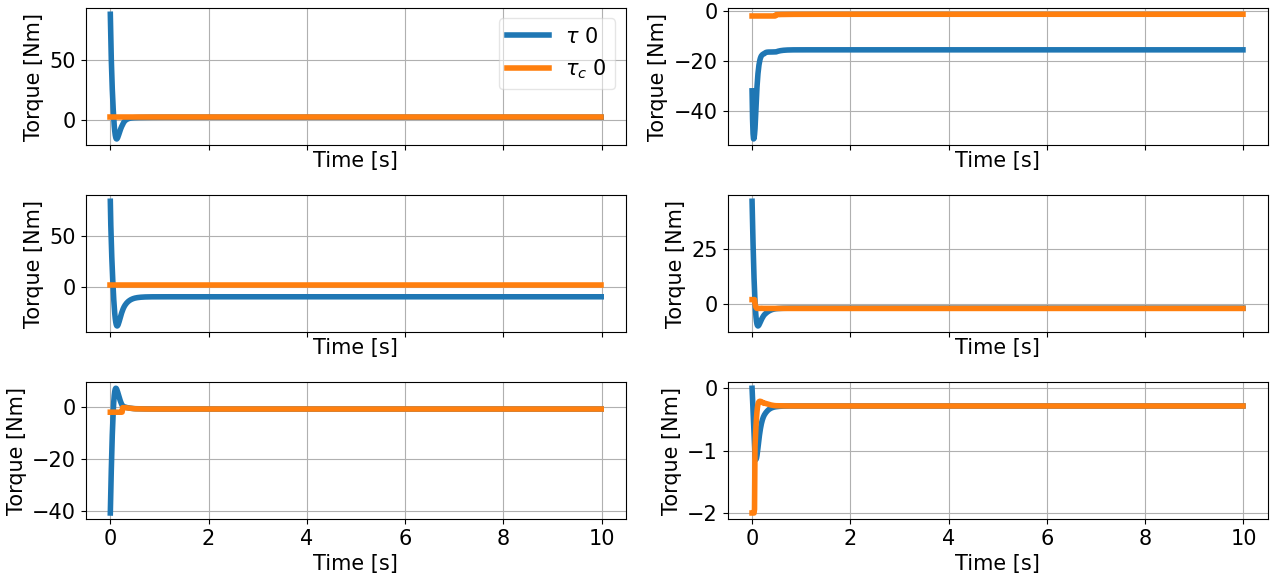 Torque [Nm]
50
0
τ 0
τ_c 0
Time [s]
Torque [Nm]
0
−20
−40
Time [s]
Torque [Nm]
50
0
Time [s]
Torque [Nm]
25
0
Time [s]
Torque [Nm]
0
−20
−40
0 2 4 6 8 10
Time [s]
Torque [Nm]
0
−1
−2
0 2 4 6 8 10
Time [s]